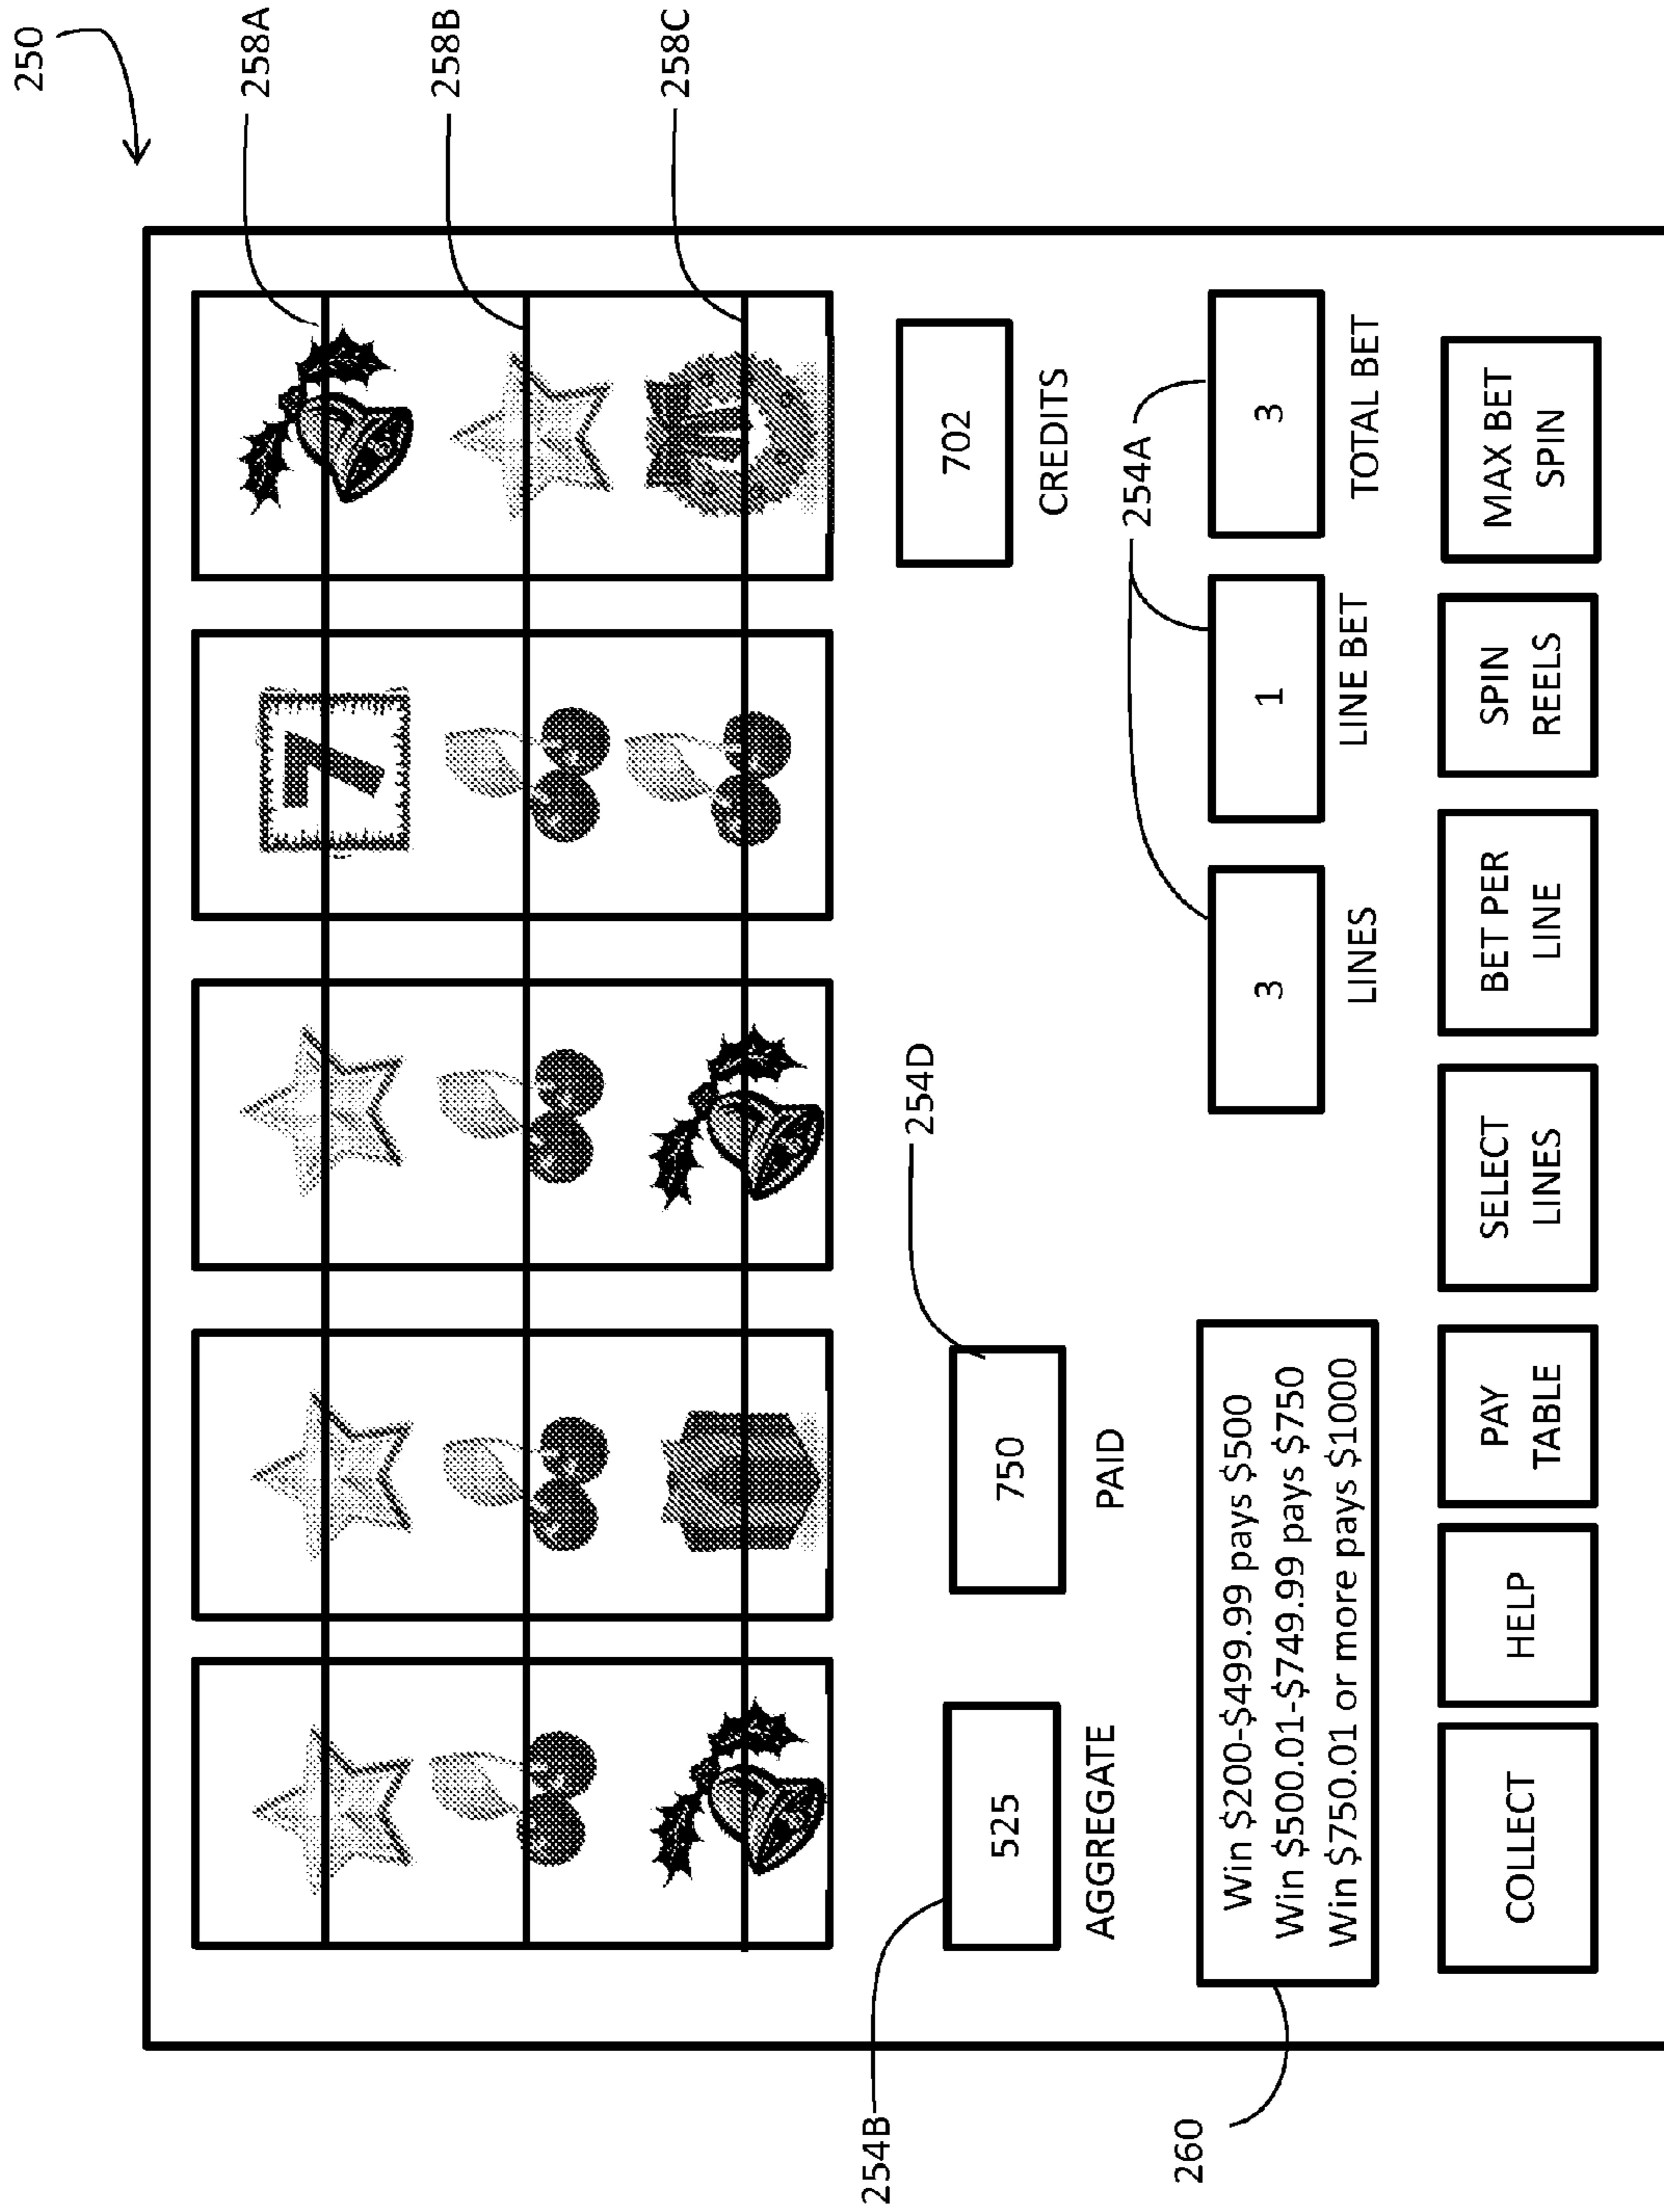 250
258A
258B
258C
7
254B
525
AGGREGATE
254D
750
PAID
702
CREDITS
254A
3
LINES
1
LINE BET
3
TOTAL BET
260
Win $200-$499.99 pays $500
Win $500.01-$749.99 pays $750
Win $750.01 or more pays $1000
COLLECT
HELP
PAY
TABLE
SELECT
LINES
BET PER
LINE
SPIN
REELS
MAX BET
SPIN